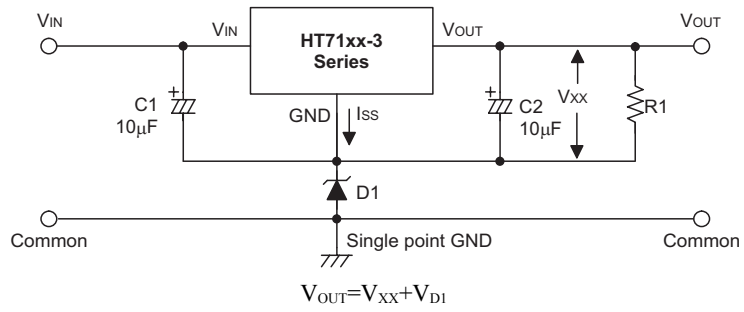 VIN
VIN
HT71xx-3
Series
VOUT
VOUT
C1
10μF
GND
ISS
C2
10μF
VXX
R1
D1
Common
Single point GND
Common
VOUT=VXX+VD1